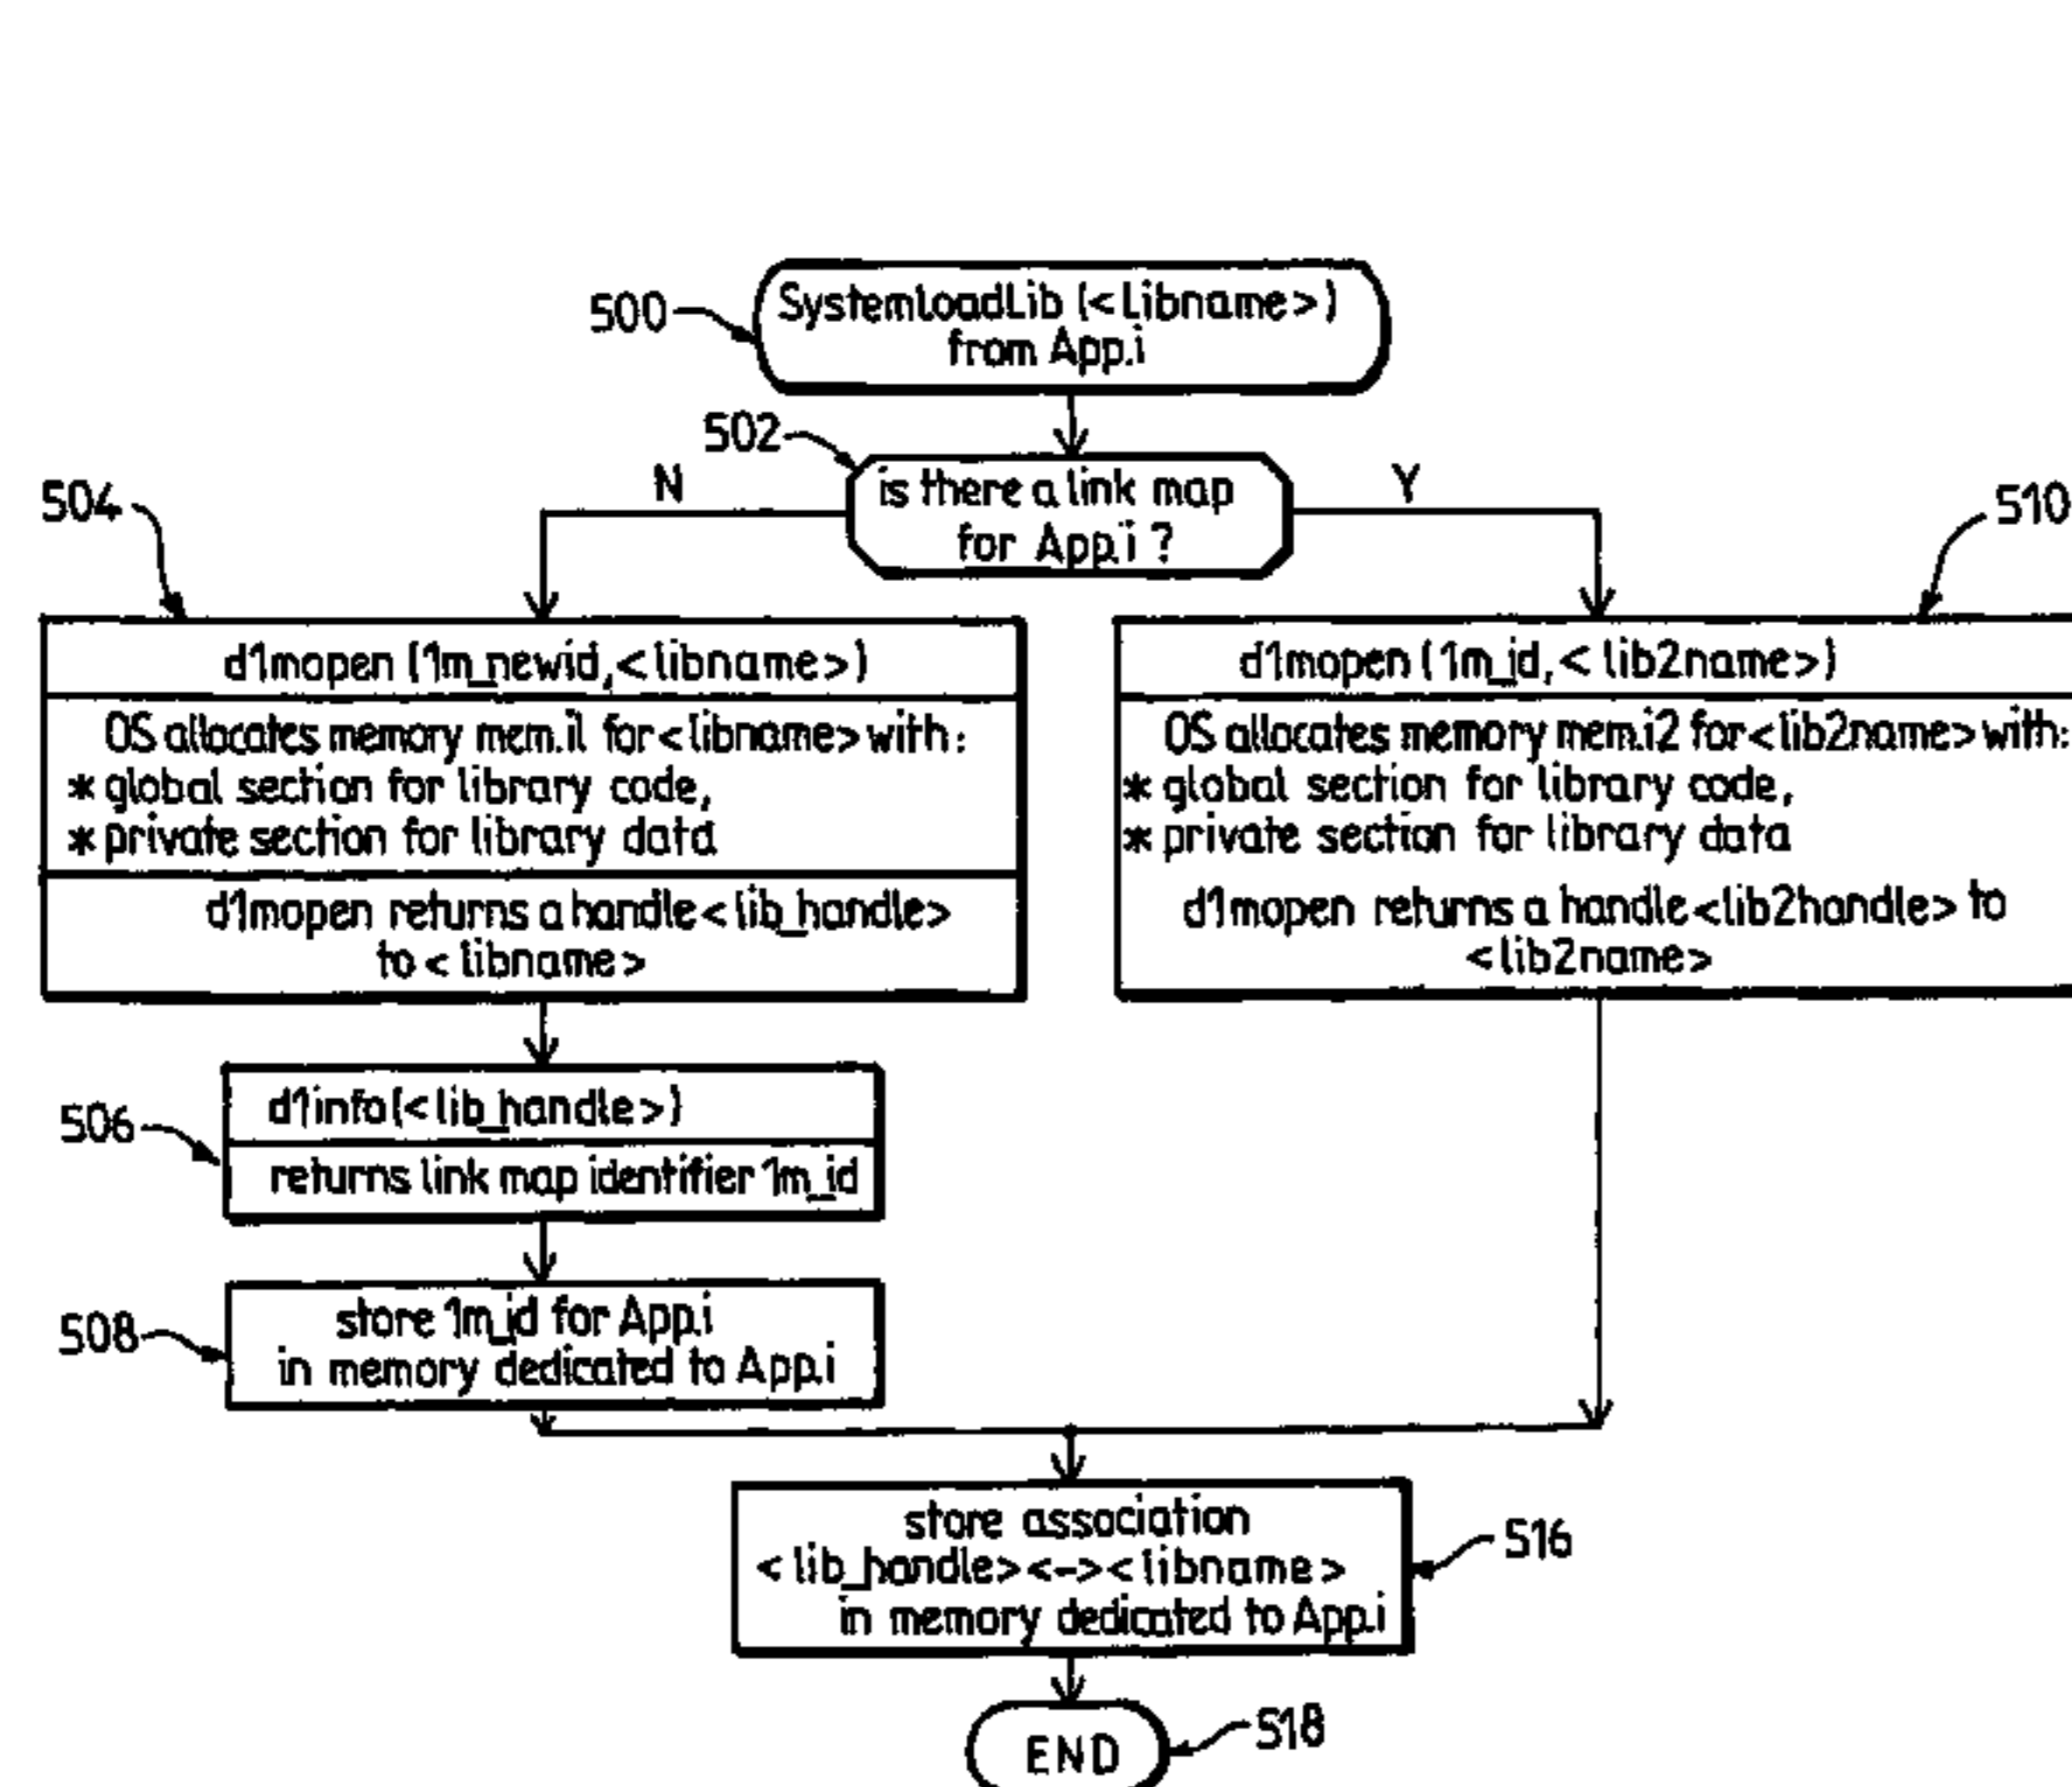 500
SystemloadLib (<Libname>)
from App.i
502
is there a link map
for App.i ?
N
Y
504
d1mopen (1m_newid,<libname>)
OS allocates memory mem.i1 for<libname>with:
* global section for library code,
* private section for library data
d1mopen returns a handle<lib_handle>
to<libname>
510
d1mopen (1m_id,<lib2name>)
OS allocates memory mem.i2 for<lib2name>with:
* global section for library code,
* private section for library data
d1mopen returns a handle<lib2handle> to
<lib2name>
506
d1info(<lib_handle>)
returns link map identifier 1m_id
508
store 1m_id for App.i
in memory dedicated to App.i
store association
<lib_handle><-><libname>
in memory dedicated to App.i
516
END
518